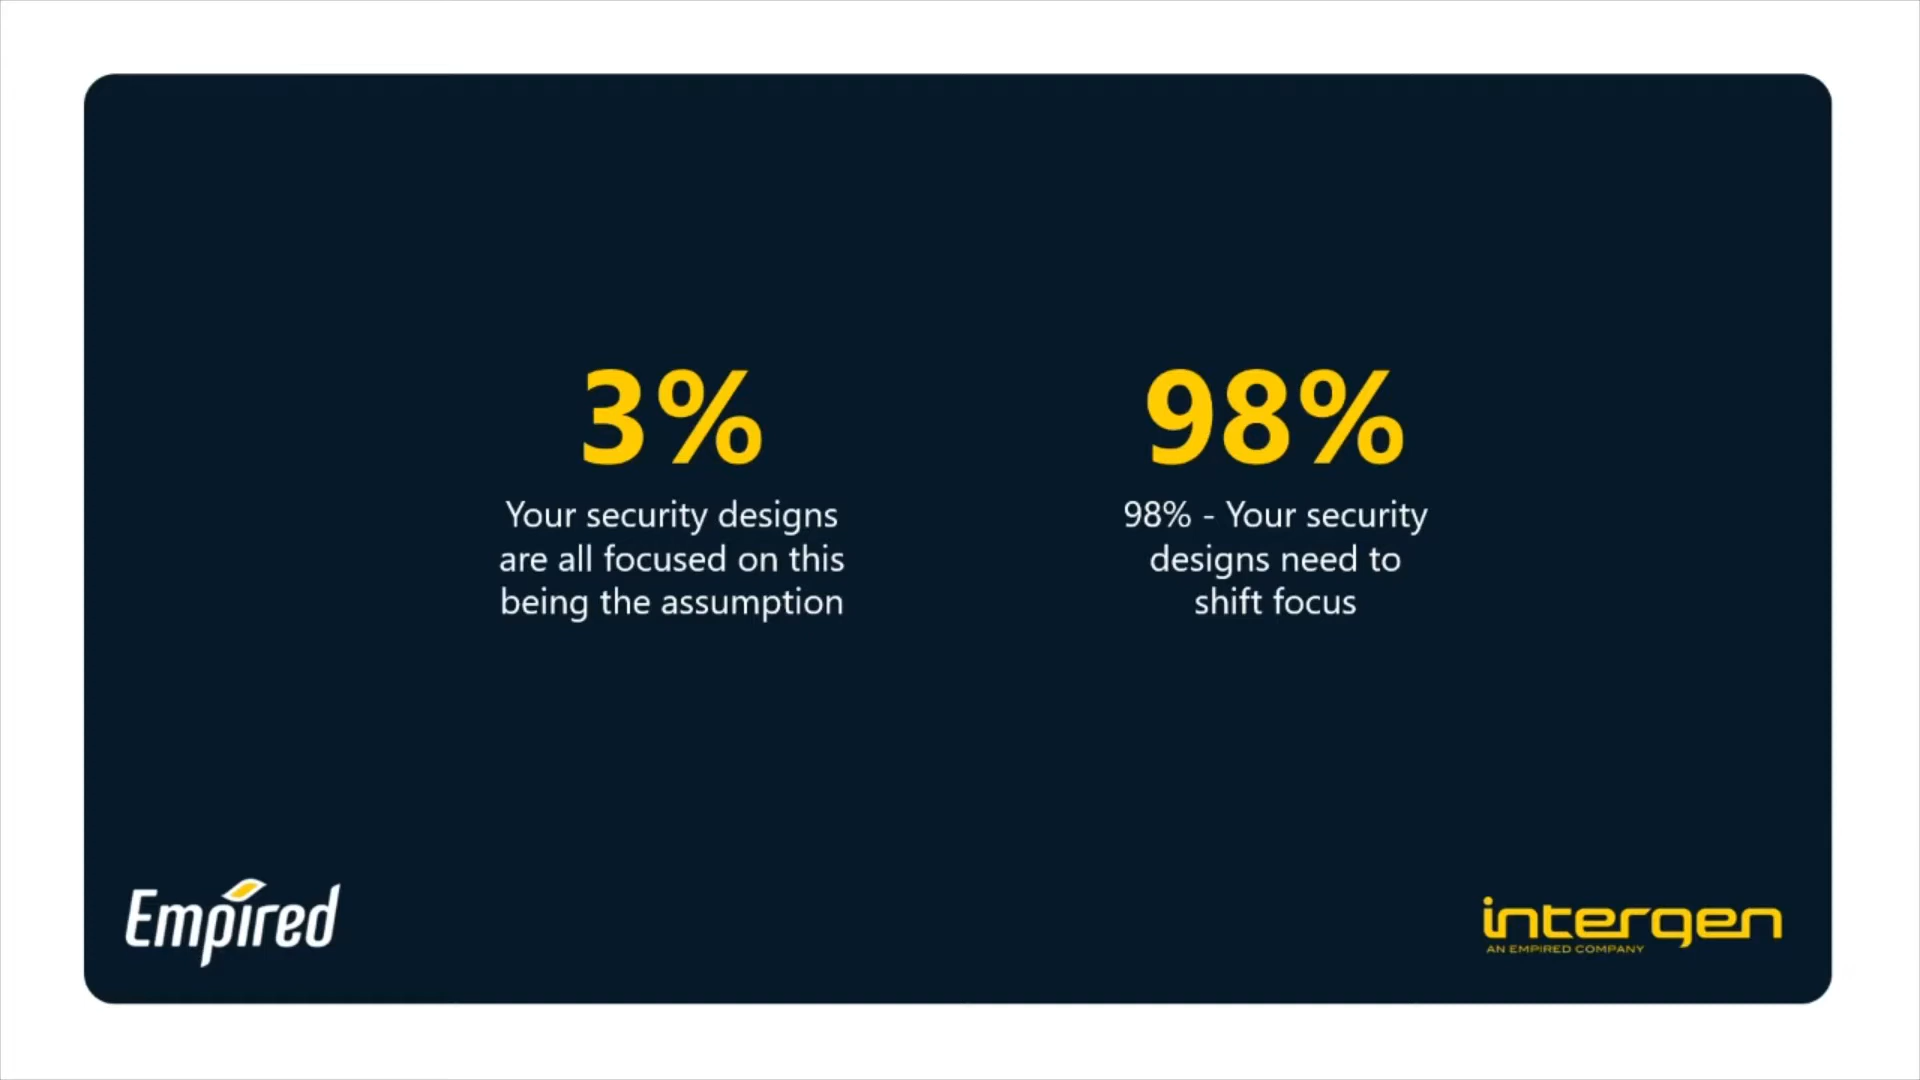 3%
Your security designs
are all focused on this
being the assumption
98%
98% - Your security
designs need to
shift focus
Empired
intergen
AN EMPIRED COMPANY